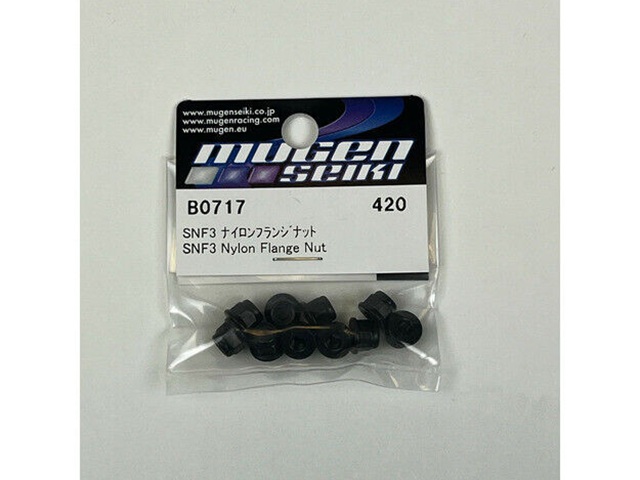 www.mugenseiki.co.jp
www.mugenracing.com
www.mugen.eu
mugen
seiki
B0717 420
SNF3 ﾅｲﾛﾝﾌﾗﾝｼﾞﾅｯﾄ
SNF3 Nylon Flange Nut